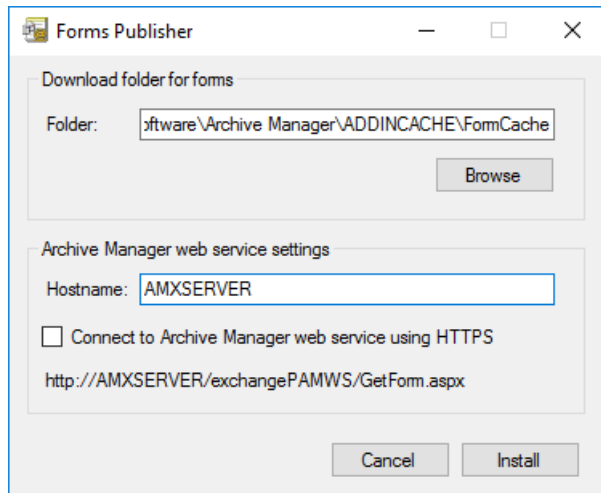 Forms Publisher
Download folder for forms
Folder: oftware\Archive Manager\ADDINCACHE\FormCache
Browse
Archive Manager web service settings
Hostname: AMXSERVER
Connect to Archive Manager web service using HTTPS
http://AMXSERVER/exchangePAMWS/GetForm.aspx
Cancel Install